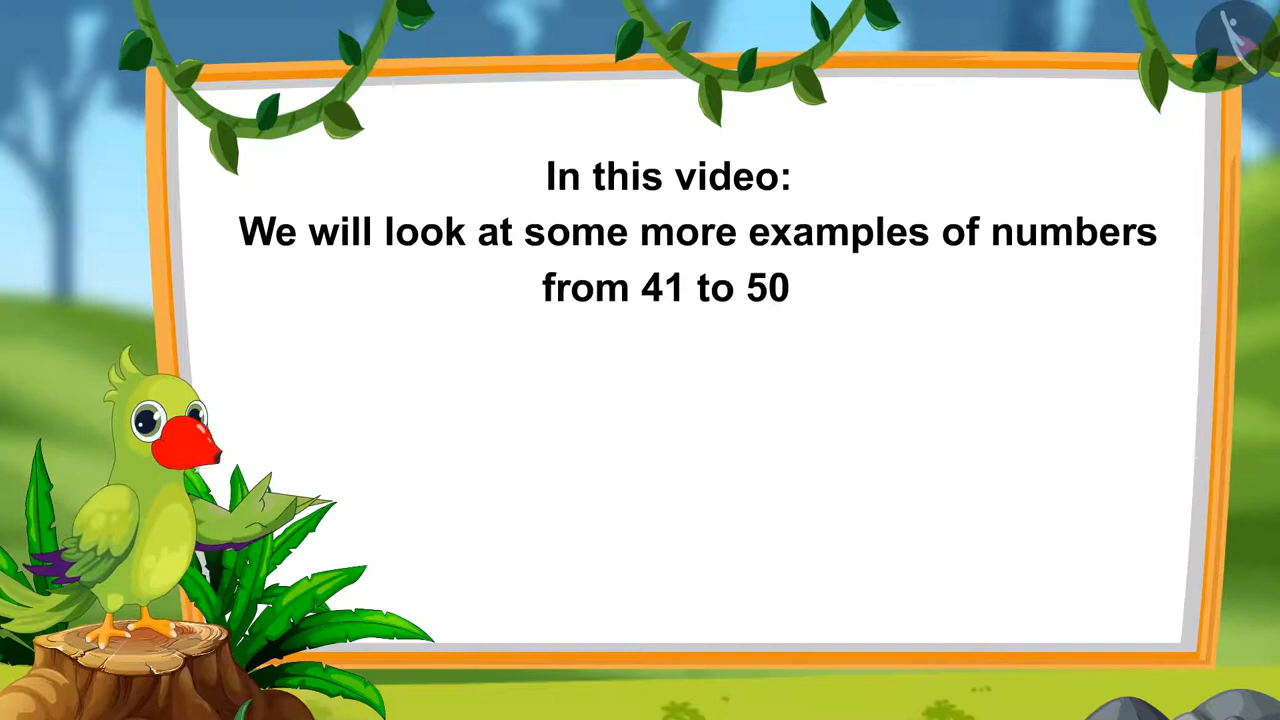 In this video:
We will look at some more examples of numbers
from 41 to 50